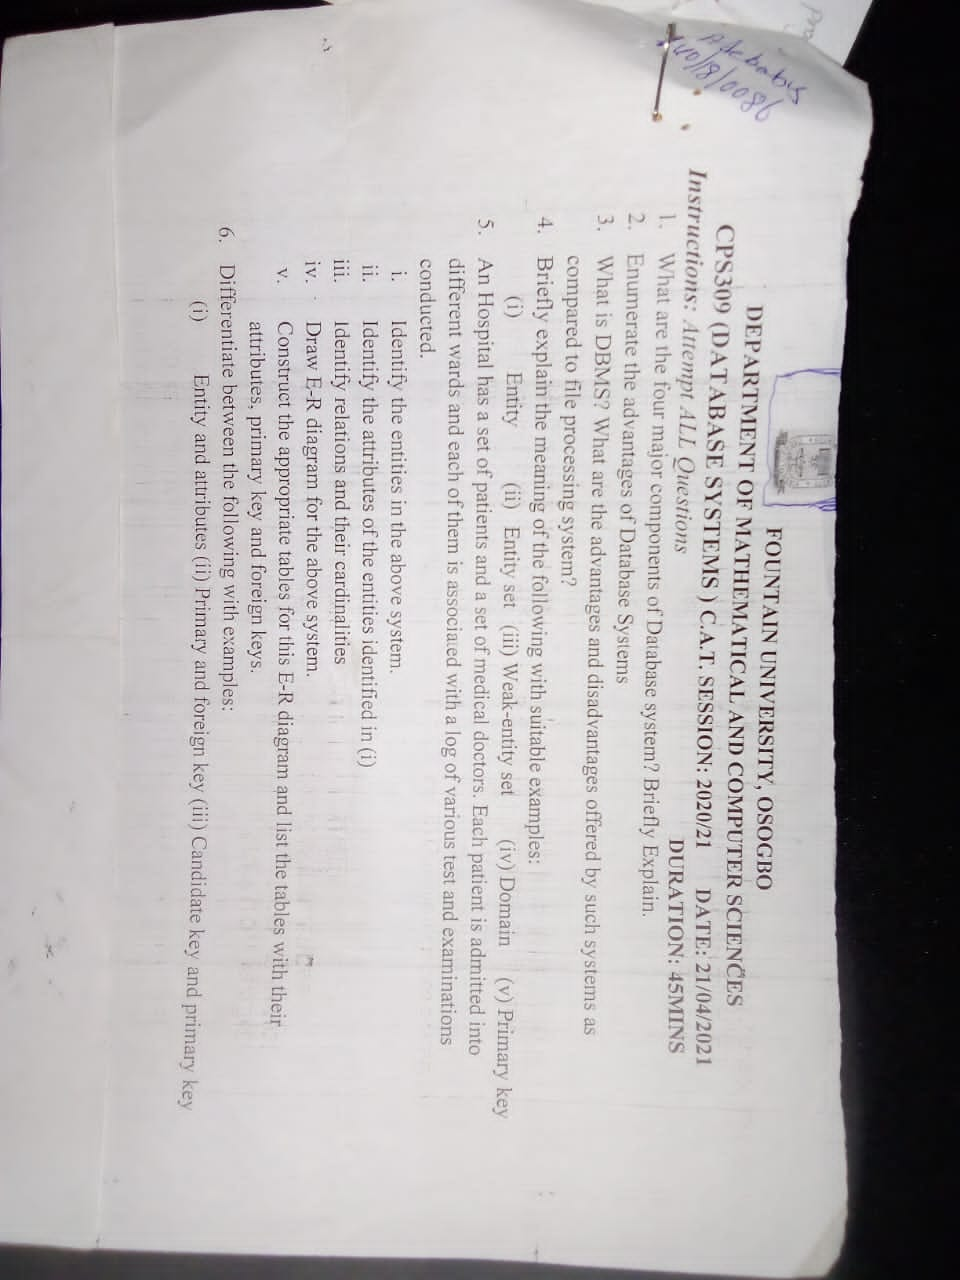 FOUNTAIN UNIVERSITY, OSOGBO
DEPARTMENT OF MATHEMATICAL AND COMPUTER SCIENCES
CPS309 (DATABASE SYSTEMS ) C.A.T. SESSION: 2020/21 DATE: 21/04/2021
Instructions: Attempt ALL Questions DURATION: 45MINS
1. What are the four major components of Database system? Briefly Explain.
2. Enumerate the advantages of Database Systems
3. What is DBMS? What are the advantages and disadvantages offered by such systems as
compared to file processing system?
4. Briefly explain the meaning of the following with suitable examples:
(i) Entity (ii) Entity set (iii) Weak-entity set (iv) Domain (v) Primary key
5. An Hospital has a set of patients and a set of medical doctors. Each patient is admitted into
different wards and each of them is associated with a log of various test and examinations
conducted.
i. Identify the entities in the above system.
ii. Identify the attributes of the entities identified in (i)
iii. Identify relations and their cardinalities
iv. Draw E-R diagram for the above system.
v. Construct the appropriate tables for this E-R diagram and list the tables with their
attributes, primary key and foreign keys.
6. Differentiate between the following with examples:
(i) Entity and attributes (ii) Primary and foreign key (iii) Candidate key and primary key